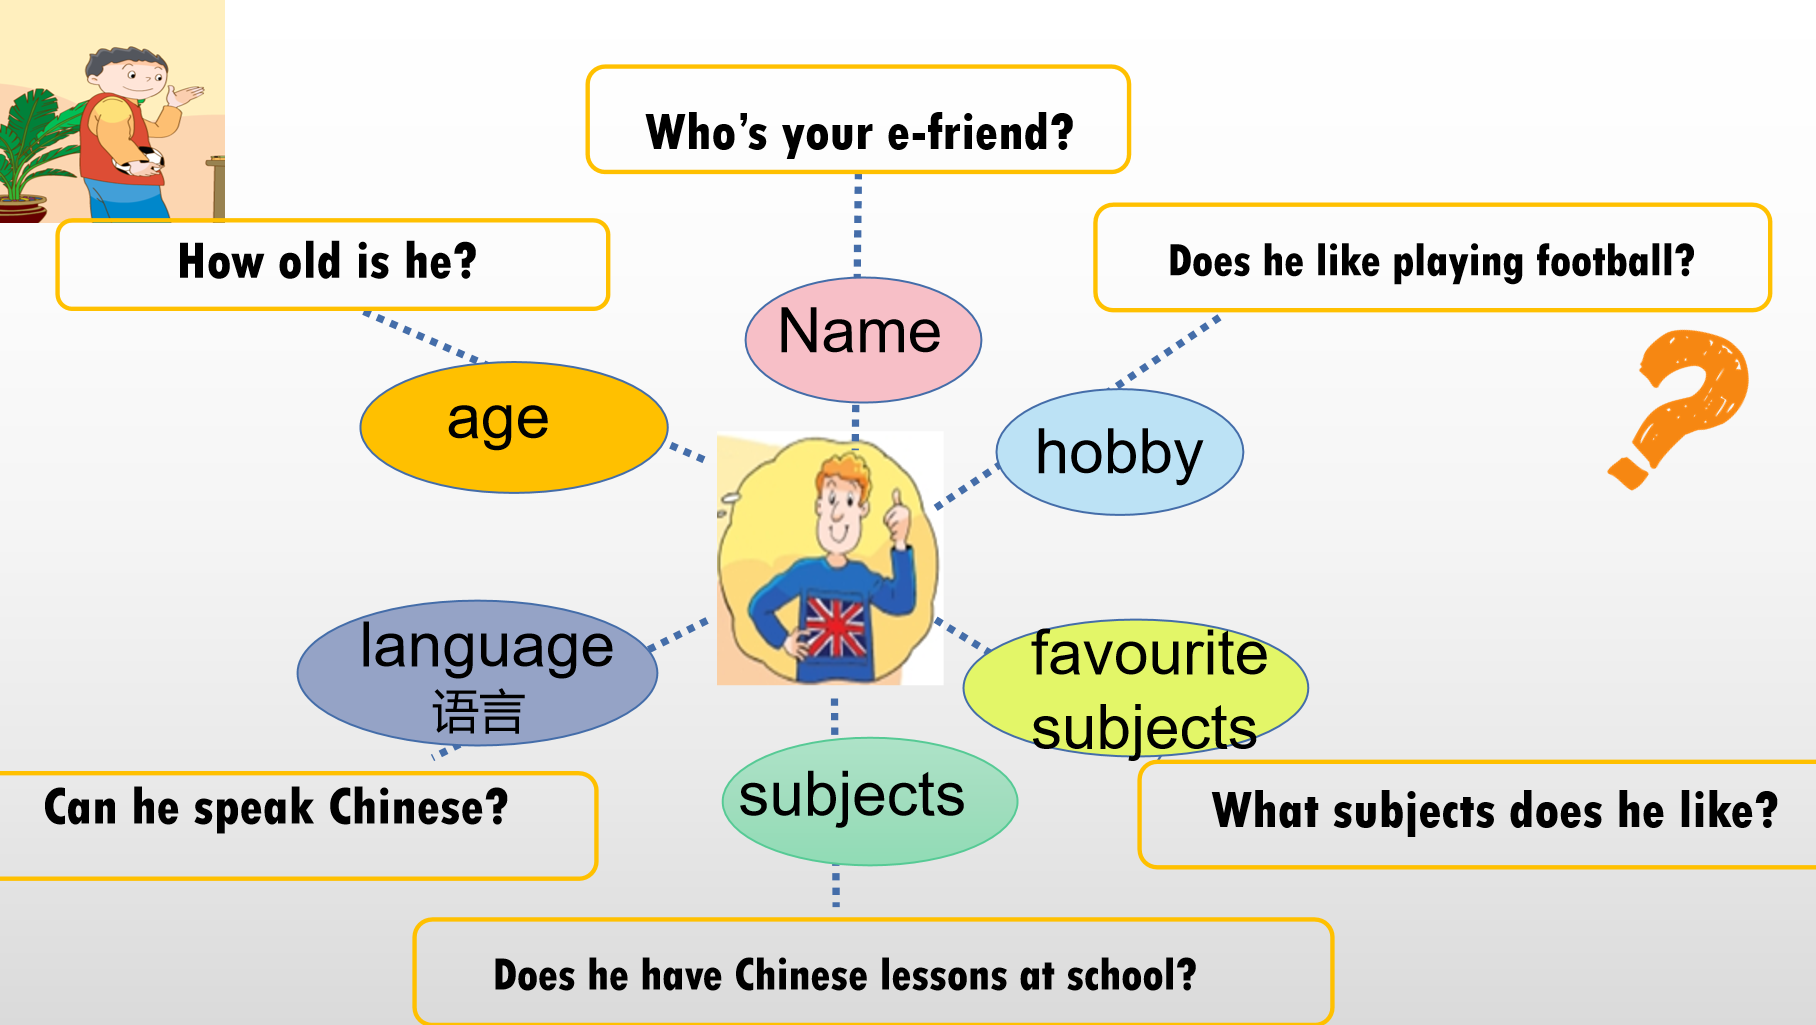 Who’s your e-friend?
How old is he?
Does he like playing football?
Name
age
hobby
language
语言
favourite
subjects
subjects
Can he speak Chinese?
What subjects does he like?
Does he have Chinese lessons at school?